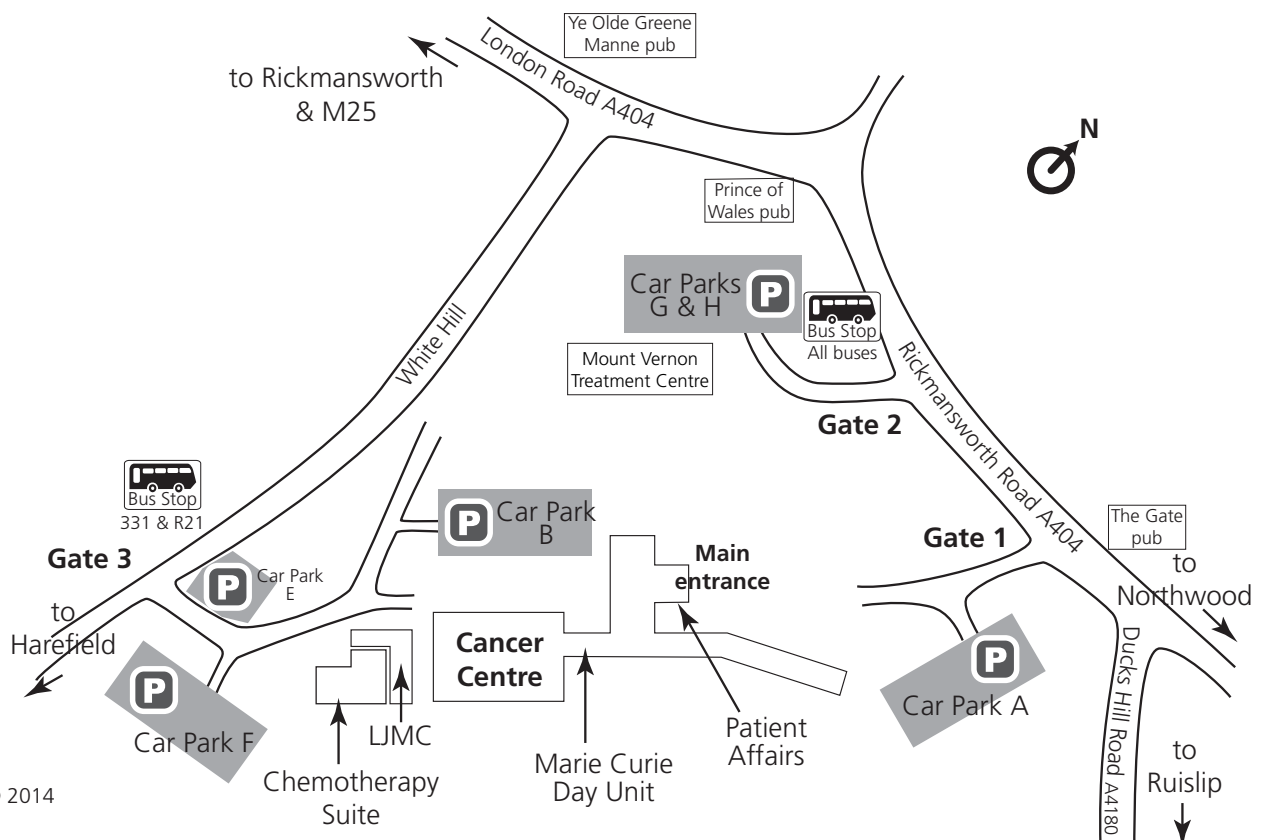 Ye Olde Greene
Manne pub
London Road A404
to Rickmansworth
& M25
N
Prince of
Wales pub
Car Parks
G & H
P
Bus Stop
All buses
White Hill
Mount Vernon
Treatment Centre
Rickmansworth Road A404
Gate 2
Bus Stop
331 & R21
P
Car Park
B
The Gate
pub
Gate 1
Gate 3
Main
entrance
to
Northwood
P
Car Park
E
to
Harefield
Cancer
Centre
P
Car Park A
Ducks Hill Road A4180
P
Car Park F
LJMC
Patient
Affairs
Marie Curie
Day Unit
Chemotherapy
Suite
to
Ruislip
2014